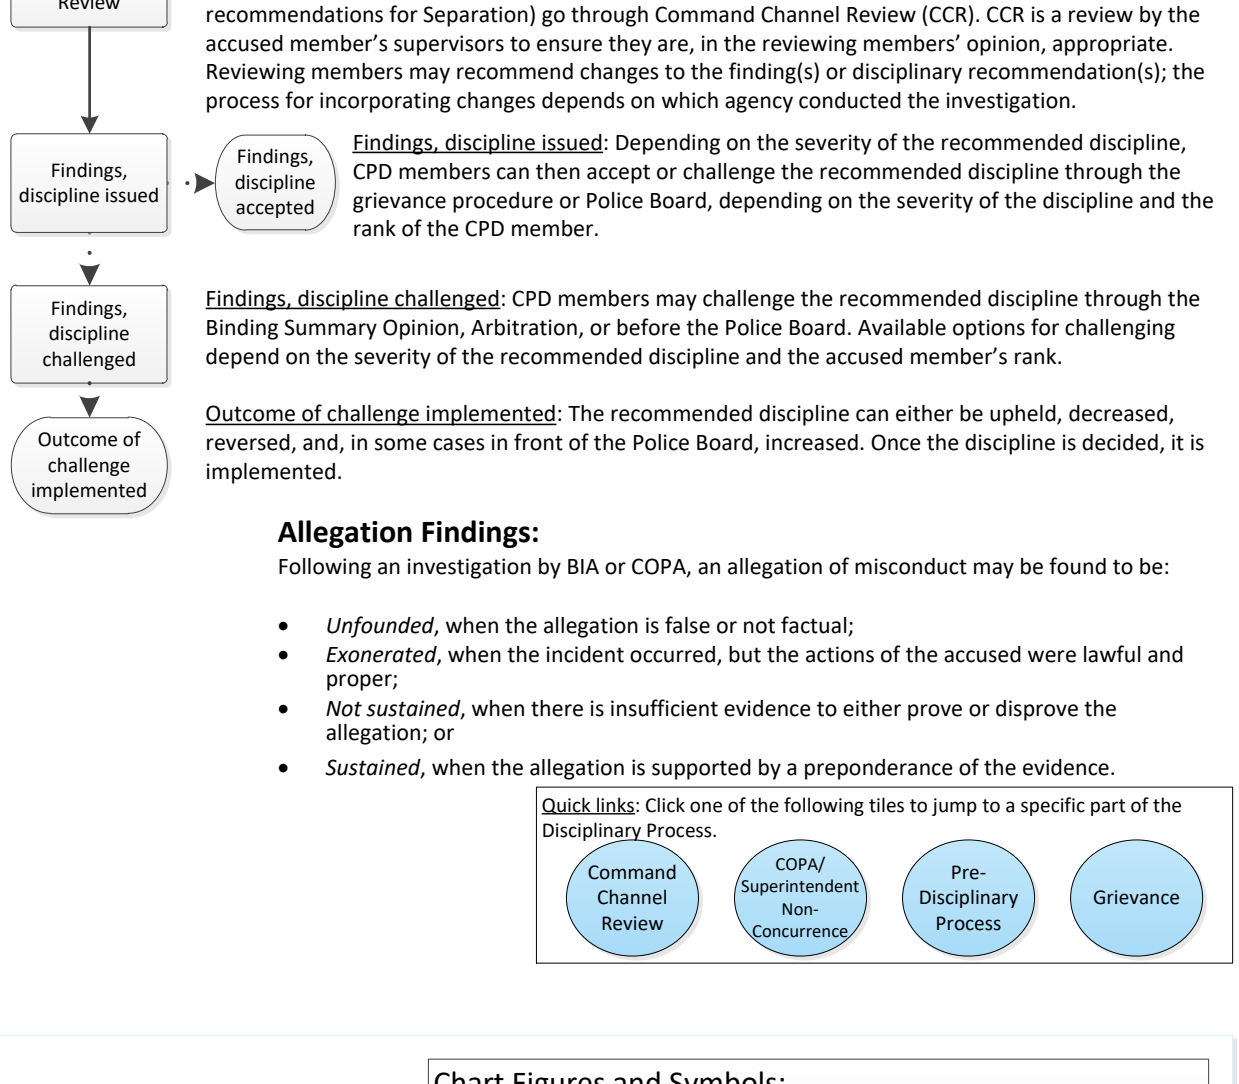 Review
recommendations for Separation) go through Command Channel Review (CCR). CCR is a review by the
accused member's supervisors to ensure they are, in the reviewing members' opinion, appropriate.
Reviewing members may recommend changes to the finding(s) or disciplinary recommendation(s); the
process for incorporating changes depends on which agency conducted the investigation.
Findings,
discipline issued
Findings,
discipline
accepted
Findings, discipline issued: Depending on the severity of the recommended discipline,
CPD members can then accept or challenge the recommended discipline through the
grievance procedure or Police Board, depending on the severity of the discipline and the
rank of the CPD member.
Findings,
discipline
challenged
Findings, discipline challenged: CPD members may challenge the recommended discipline through the
Binding Summary Opinion, Arbitration, or before the Police Board. Available options for challenging
depend on the severity of the recommended discipline and the accused member's rank.
Outcome of
challenge
implemented
Outcome of challenge implemented: The recommended discipline can either be upheld, decreased,
reversed, and, in some cases in front of the Police Board, increased. Once the discipline is decided, it is
implemented.
Allegation Findings:
Following an investigation by BIA or COPA, an allegation of misconduct may be found to be:
• Unfounded, when the allegation is false or not factual;
• Exonerated, when the incident occurred, but the actions of the accused were lawful and
proper;
• Not sustained, when there is insufficient evidence to either prove or disprove the
allegation; or
• Sustained, when the allegation is supported by a preponderance of the evidence.
Quick links: Click one of the following tiles to jump to a specific part of the
Disciplinary Process.
Command
Channel
Review
COPA/
Superintendent
Non-
Concurrence
Pre-
Disciplinary
Process
Grievance
Chart Figures and Symbols: